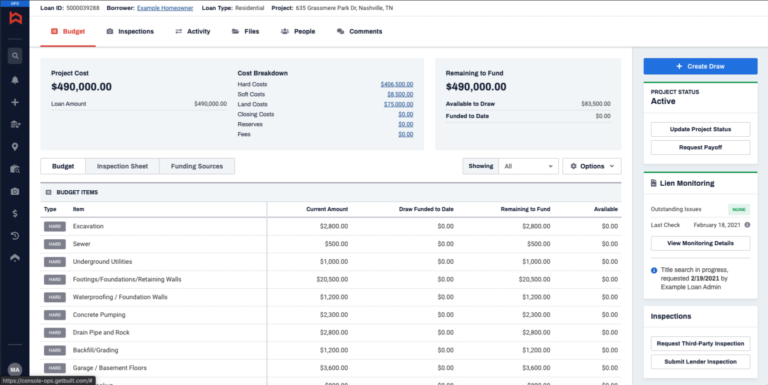 OPS
Loan ID: 5000039288 Borrower: Example Homeowner Loan Type: Residential Project: 635 Grassmere Park Dr, Nashville, TN
Budget Inspections Activity Files People Comments
Project Cost
$490,000.00
Loan Amount $490,000.00
Cost Breakdown
Hard Costs $406,500.00
Soft Costs $8,500.00
Land Costs $75,000.00
Closing Costs $0.00
Reserves $0.00
Fees $0.00
Remaining to Fund
$490,000.00
Available to Draw $83,500.00
Funded to Date $0.00
Create Draw
PROJECT STATUS
Active
Update Project Status
Request Payoff
Budget Inspection Sheet Funding Sources Showing All Options
BUDGET ITEMS
Type Item Current Amount Draw Funded to Date Remaining to Fund Available
HARD Excavation $2,800.00 $0.00 $2,800.00 $0.00
HARD Sewer $500.00 $0.00 $500.00 $0.00
HARD Underground Utilities $1,000.00 $0.00 $1,000.00 $0.00
HARD Footings/Foundations/Retaining Walls $20,500.00 $0.00 $20,500.00 $0.00
HARD Waterproofing / Foundation Walls $1,200.00 $0.00 $1,200.00 $0.00
HARD Concrete Pumping $2,300.00 $0.00 $2,300.00 $0.00
HARD Drain Pipe and Rock $2,800.00 $0.00 $2,800.00 $0.00
HARD Backfill/Grading $1,200.00 $0.00 $1,200.00 $0.00
HARD Garage / Basement Floors $3,600.00 $0.00 $3,600.00 $0.00
Lien Monitoring
Outstanding Issues NONE
Last Check February 18, 2021
View Monitoring Details
Title search in progress,
requested 2/19/2021 by
Example Loan Admin
Inspections
Request Third-Party Inspection
Submit Lender Inspection
MA
https://console-ops.getbuilt.com/#